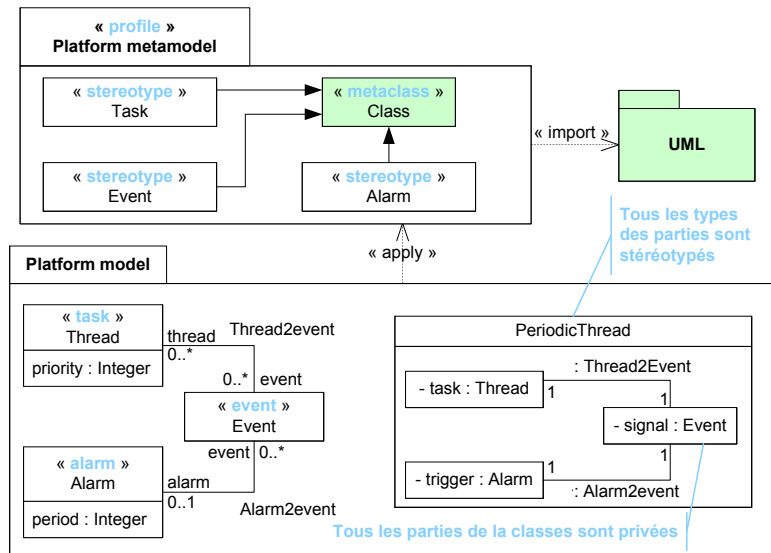 « profile »
Platform metamodel
« stereotype »
Task
« metaclass »
Class
« import »
UML
« stereotype »
Event
« stereotype »
Alarm
Tous les types
des parties sont
stéréotypés
« apply »
Platform model
« task »
Thread
priority : Integer
thread
0..*
Thread2event
0..*
event
« event »
Event
event
0..*
« alarm »
Alarm
period : Integer
alarm
0..1
Alarm2event
PeriodicThread
: Thread2Event
- task : Thread
1
1
- signal : Event
1
- trigger : Alarm
1
: Alarm2event
Tous les parties de la classes sont privées